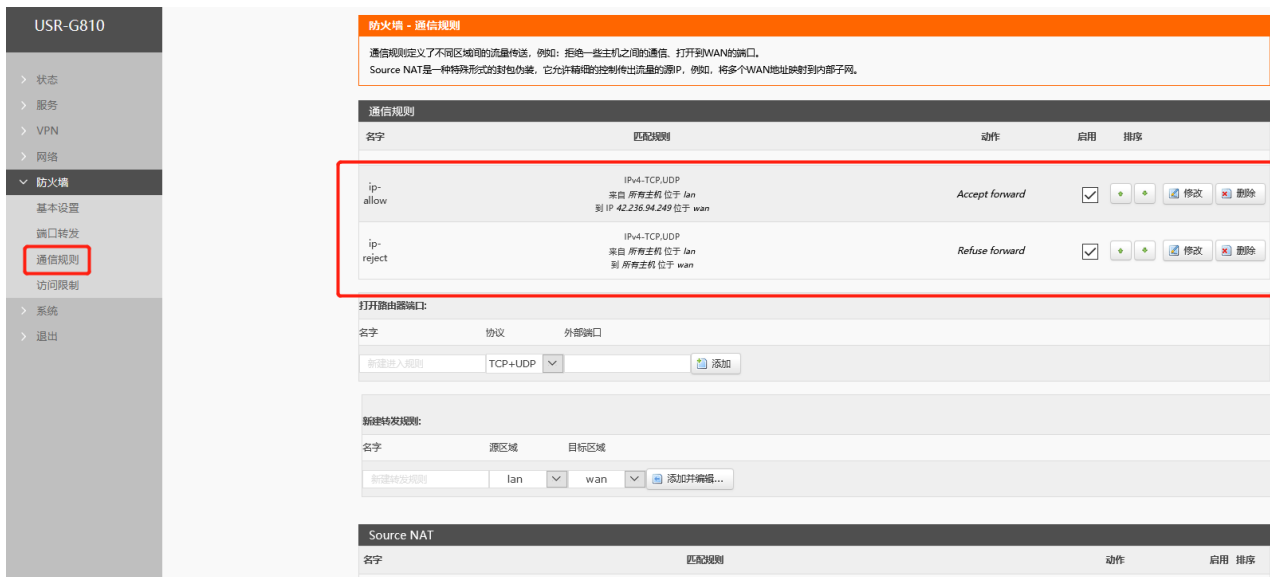 USR-G810
状态
服务
VPN
网络
防火墙
基本设置
端口转发
通信规则
访问限制
系统
退出
防火墙 - 通信规则
通信规则定义了不同区域间的流量传送，例如：拒绝一些主机之间的通信、打开到WAN的端口。
Source NAT是一种特殊形式的封包伪装，它允许精细的控制传出流量的源IP，例如，将多个WAN地址映射到内部子网。
通信规则
名字 匹配规则 动作 启用 排序
ip-allow IPv4-TCP,UDP
来自 所有主机 位于 lan
到 IP 42.236.94.249 位于 wan
Accept forward 修改 删除
ip-reject IPv4-TCP,UDP
来自 所有主机 位于 lan
到 所有主机 位于 wan
Refuse forward 修改 删除
打开路由器端口:
名字 协议 外部端口
新建进入规则 TCP+UDP 添加
新建转发规则:
名字 源区域 目标区域
新建转发规则 lan wan 添加并编辑...
Source NAT
名字 匹配规则 动作 启用 排序